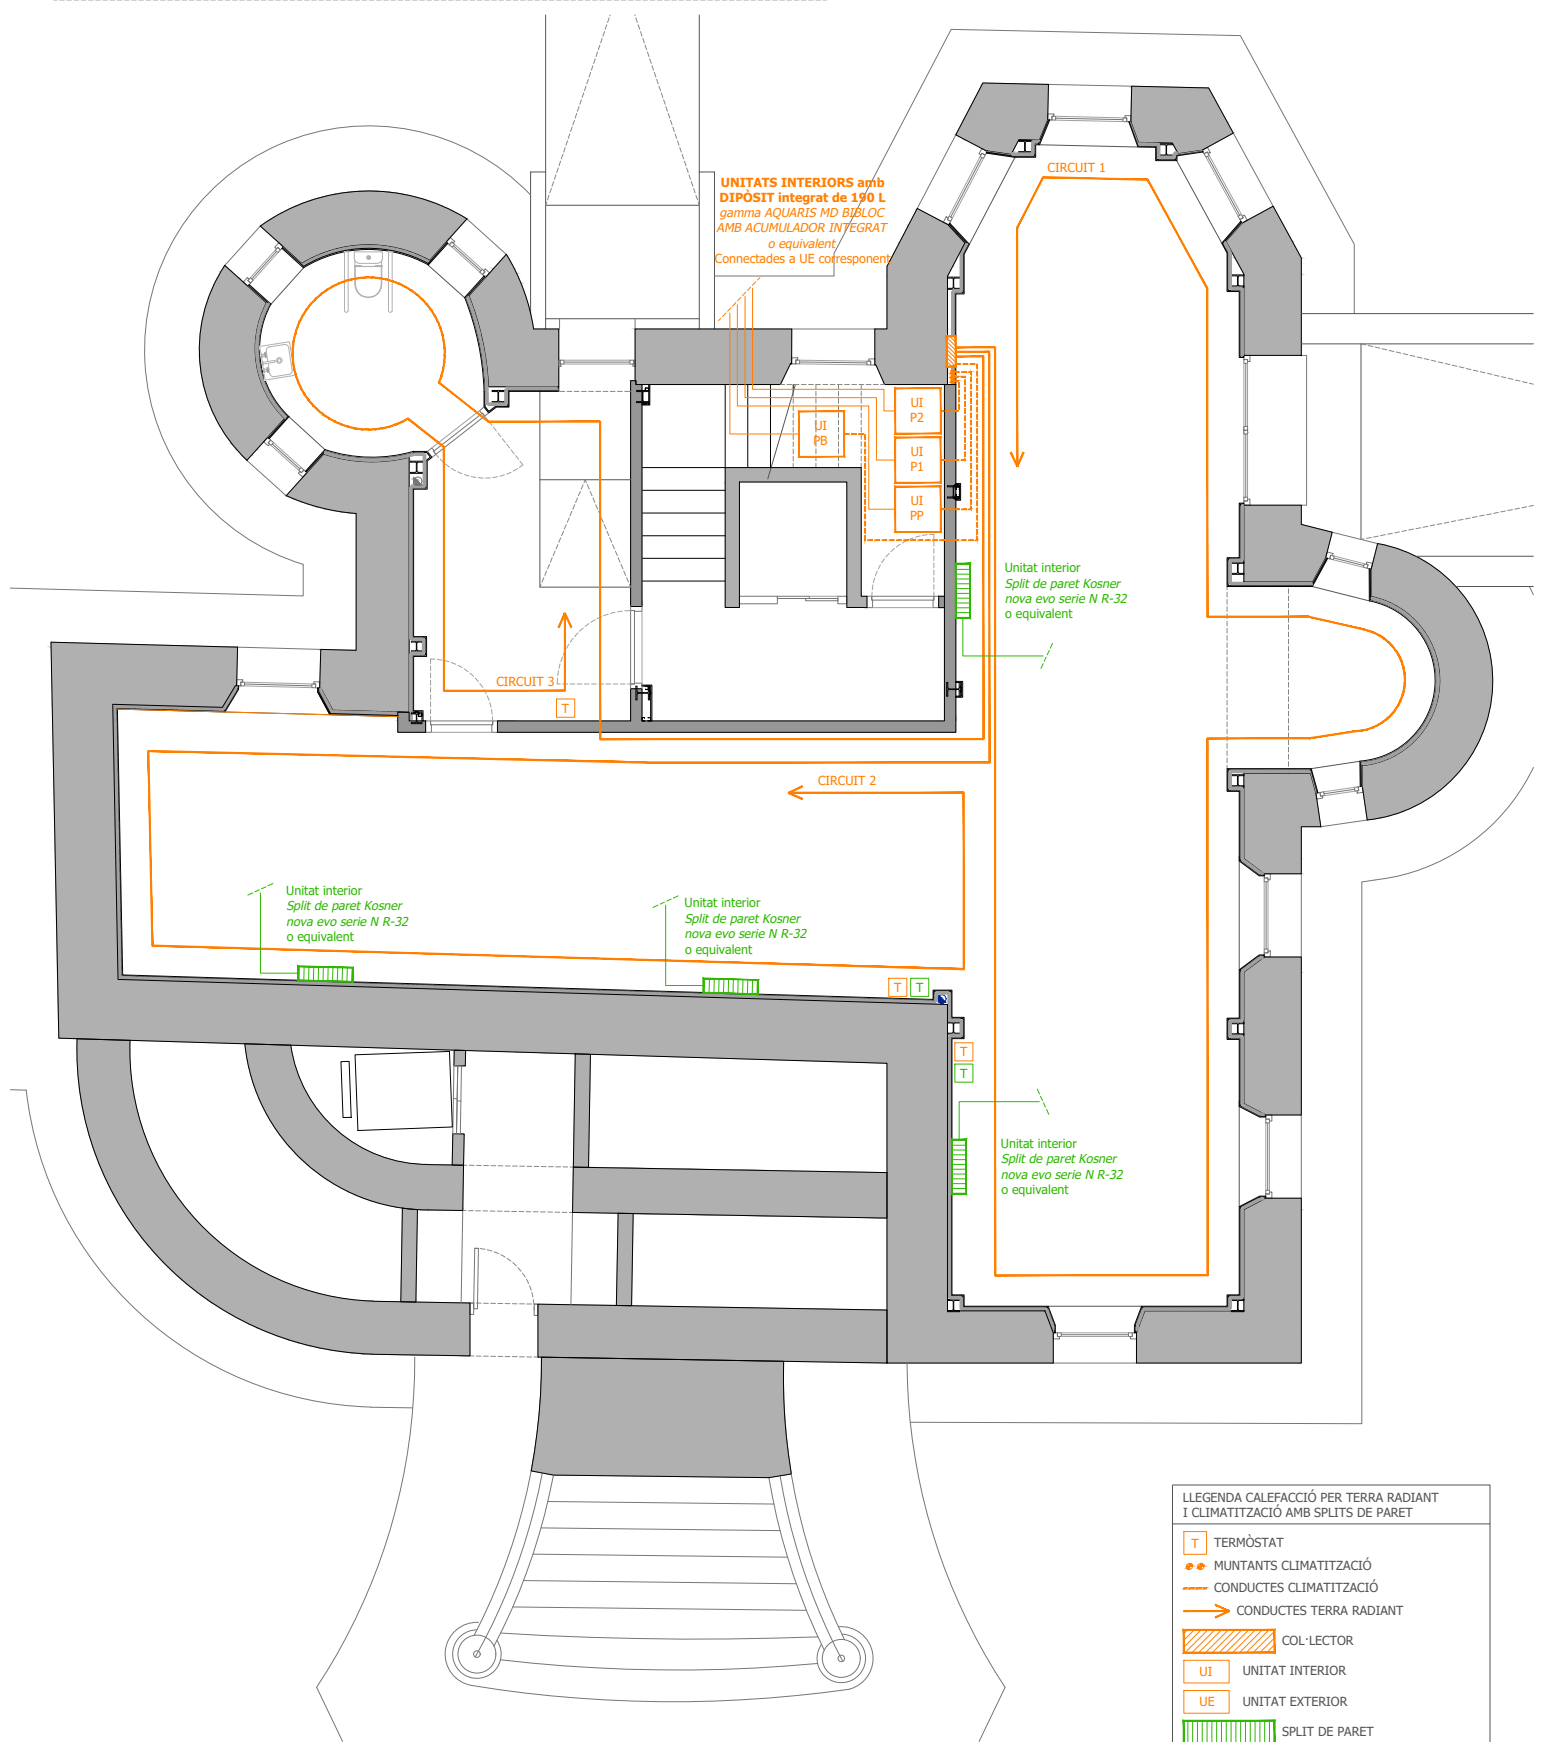 CIRCUIT 1
UNITATS INTERIORS amb
DIPÒSIT integrat de 190 L
gamma AQUARIS MD BIBLOC
AMB ACUMULADOR INTEGRAT
o equivalent
Connectades a UE corresponent
UI
P2
UI
PB
UI
P1
UI
PP
Unitat interior
Split de paret Kosner
nova evo serie N R-32
o equivalent
CIRCUIT 3
T
CIRCUIT 2
Unitat interior
Split de paret Kosner
nova evo serie N R-32
o equivalent
Unitat interior
Split de paret Kosner
nova evo serie N R-32
o equivalent
T T
T
T
Unitat interior
Split de paret Kosner
nova evo serie N R-32
o equivalent
LLEGENDA CALEFACCIÓ PER TERRA RADIANT
I CLIMATITZACIÓ AMB SPLITS DE PARET
T TERMÒSTAT
MUNTANTS CLIMATITZACIÓ
CONDUCTES CLIMATITZACIÓ
CONDUCTES TERRA RADIANT
COL·LECTOR
UI UNITAT INTERIOR
UE UNITAT EXTERIOR
SPLIT DE PARET